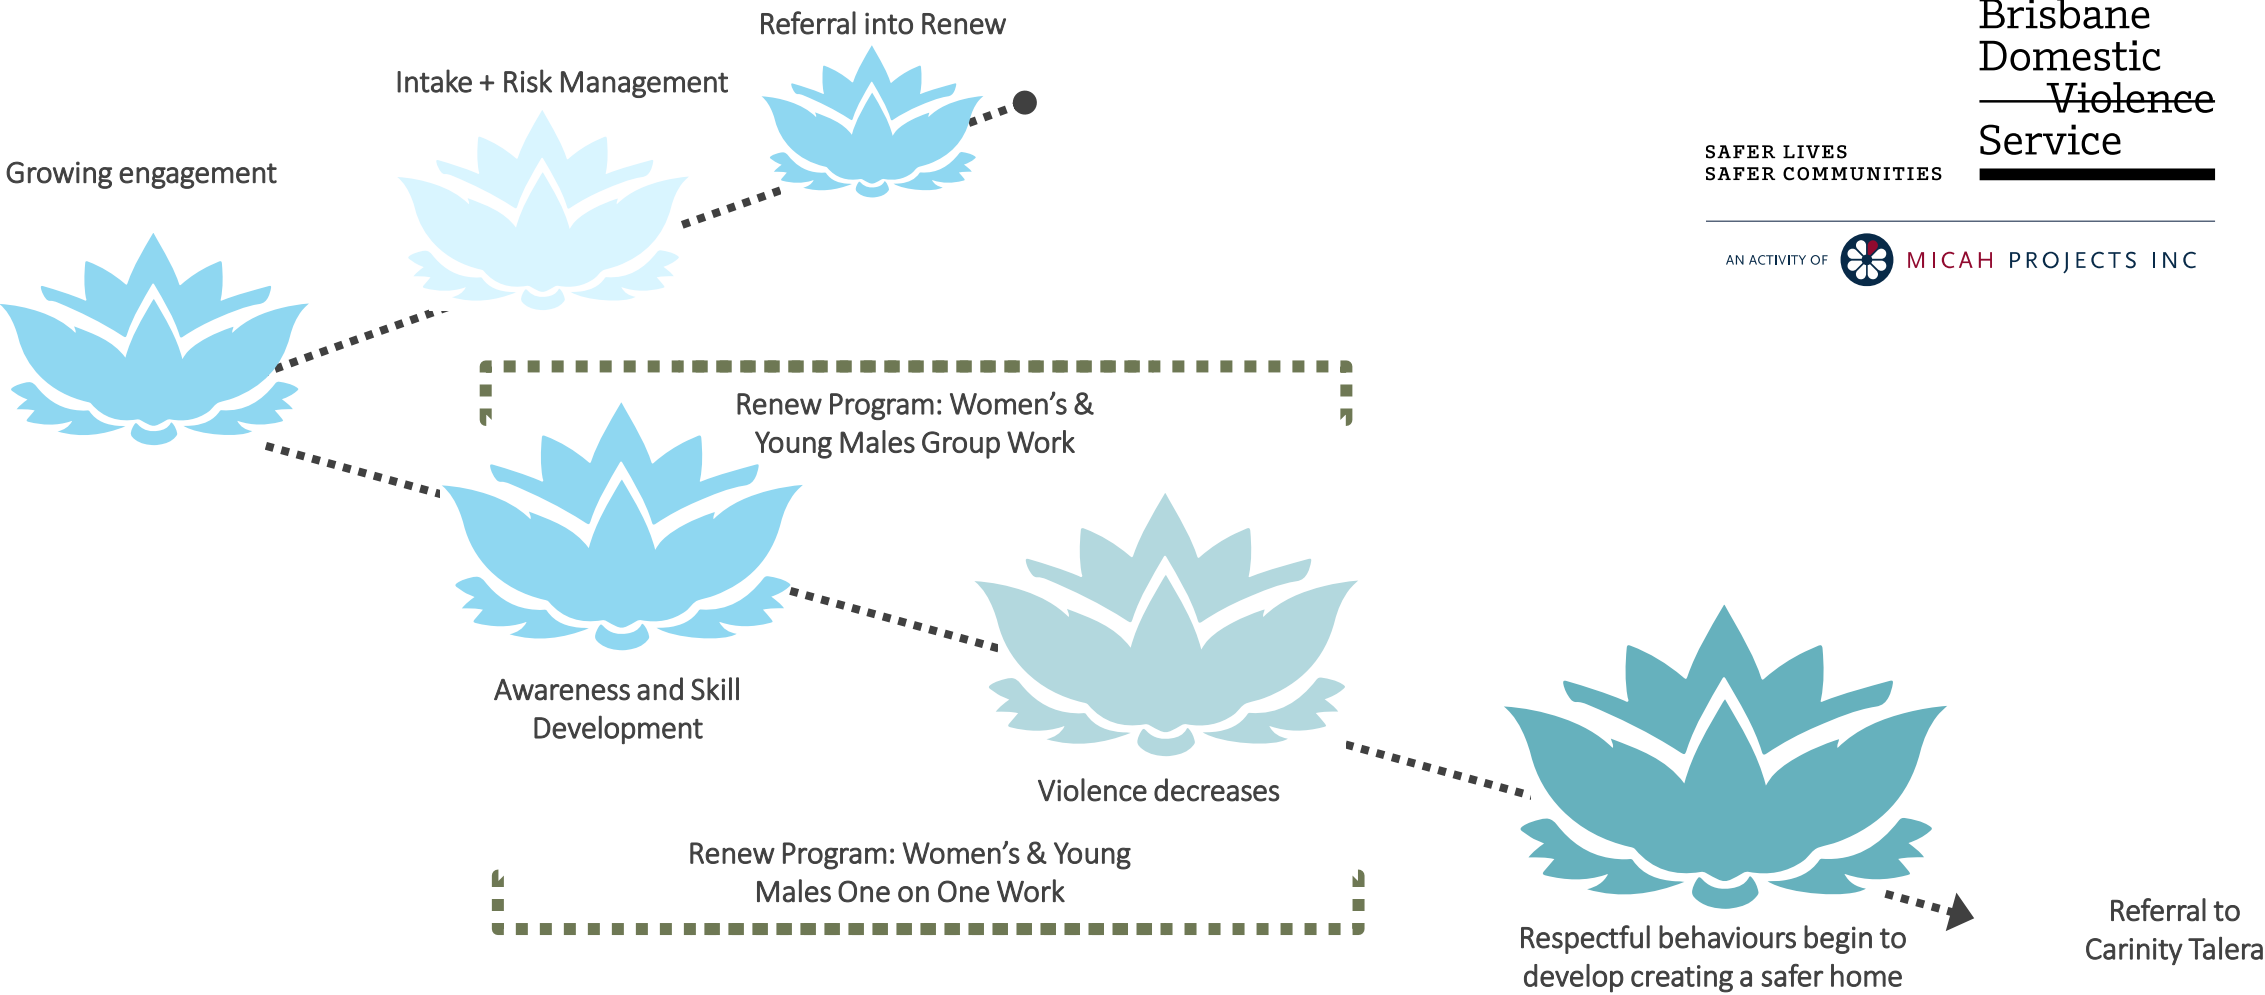 Referral into Renew
Intake + Risk Management
Growing engagement
Brisbane
Domestic
Violence
Service
SAFER LIVES
SAFER COMMUNITIES
AN ACTIVITY OF MICAH PROJECTS INC
Renew Program: Women’s &
Young Males Group Work
Awareness and Skill
Development
Violence decreases
Renew Program: Women’s & Young
Males One on One Work
Respectful behaviours begin to
develop creating a safer home
Referral to
Carinity Talera